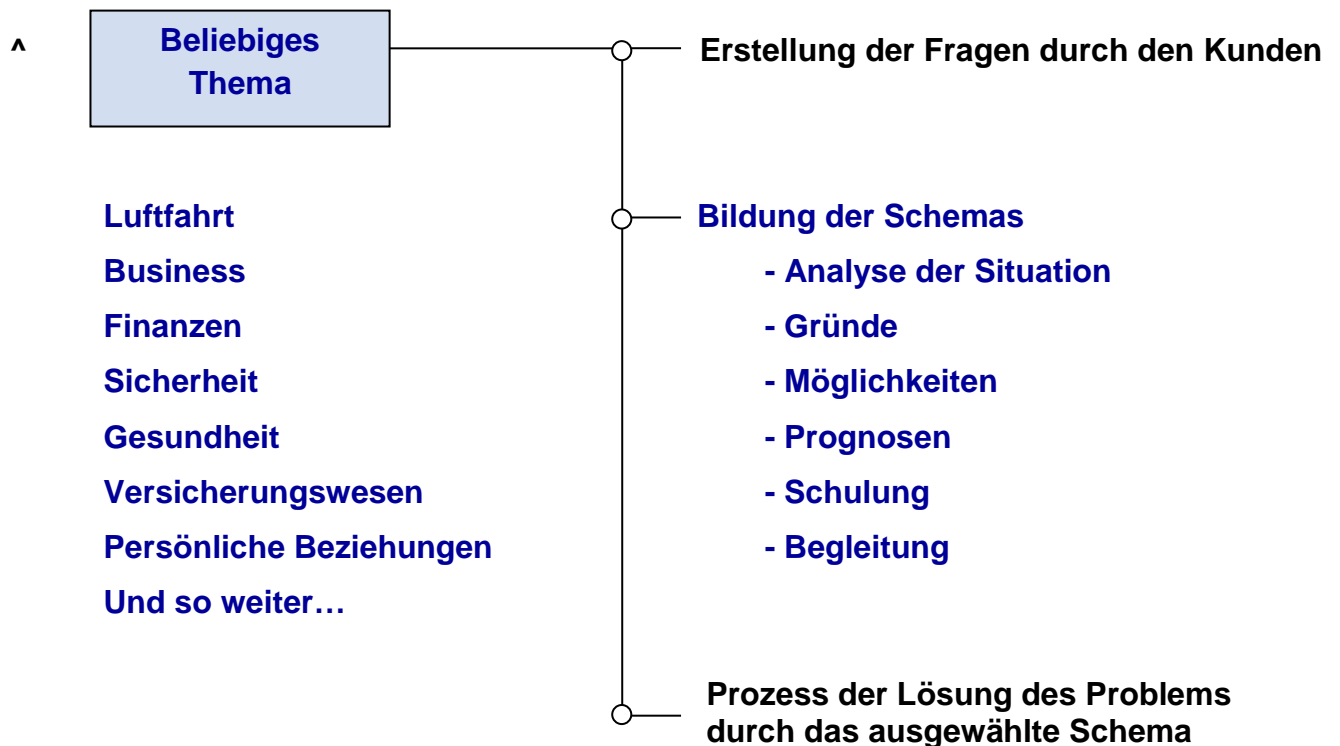 ^
Beliebiges
Thema
Erstellung der Fragen durch den Kunden
Luftfahrt
Business
Finanzen
Sicherheit
Gesundheit
Versicherungswesen
Persönliche Beziehungen
Und so weiter…
Bildung der Schemas
- Analyse der Situation
- Gründe
- Möglichkeiten
- Prognosen
- Schulung
- Begleitung
Prozess der Lösung des Problems
durch das ausgewählte Schema